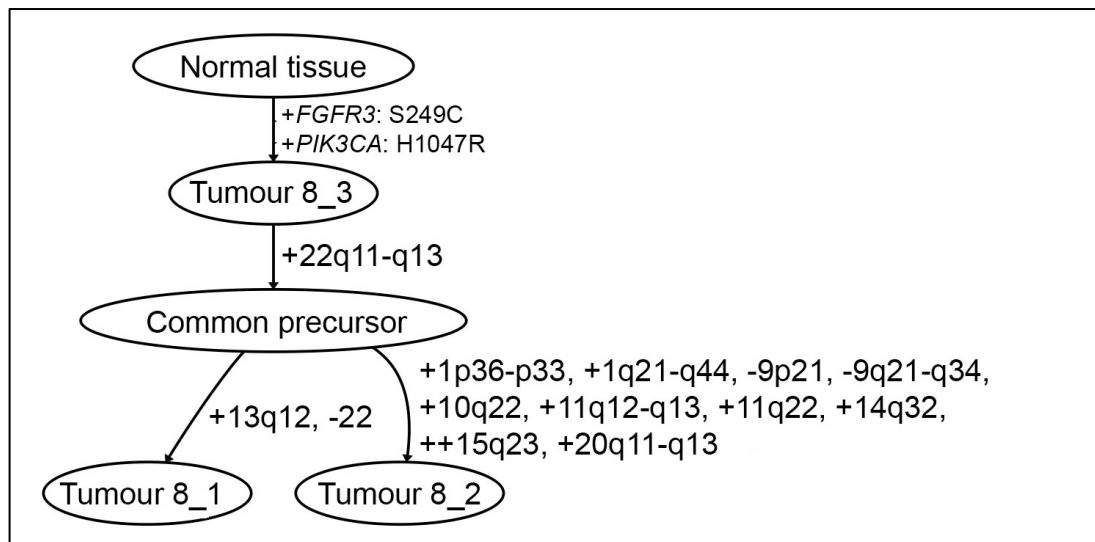 Normal tissue
+FGFR3: S249C
+PIK3CA: H1047R
Tumour 8_3
+22q11-q13
Common precursor
+1p36-p33, +1q21-q44, -9p21, -9q21-q34,
+10q22, +11q12-q13, +11q22, +14q32,
++15q23, +20q11-q13
+13q12, -22
Tumour 8_1
Tumour 8_2